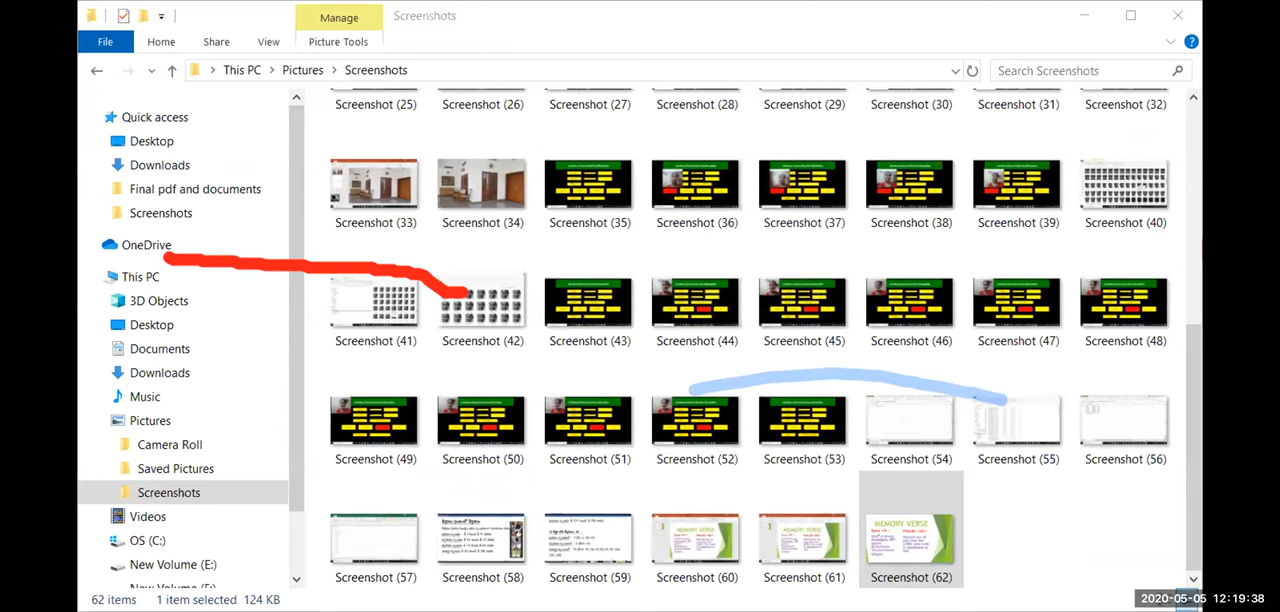 Manage Screenshots
File Home Share View Picture Tools
This PC Pictures Screenshots Search Screenshots
Quick access
Desktop
Downloads
Final pdf and documents
Screenshots
OneDrive
This PC
3D Objects
Desktop
Documents
Downloads
Music
Pictures
Camera Roll
Saved Pictures
Screenshots
Videos
OS (C:)
New Volume (E:)
New Volume (F:)
Screenshot (25) Screenshot (26) Screenshot (27) Screenshot (28) Screenshot (29) Screenshot (30) Screenshot (31) Screenshot (32)
Screenshot (33) Screenshot (34) Screenshot (35) Screenshot (36) Screenshot (37) Screenshot (38) Screenshot (39) Screenshot (40)
Screenshot (41) Screenshot (42) Screenshot (43) Screenshot (44) Screenshot (45) Screenshot (46) Screenshot (47) Screenshot (48)
Screenshot (49) Screenshot (50) Screenshot (51) Screenshot (52) Screenshot (53) Screenshot (54) Screenshot (55) Screenshot (56)
MEMORY VERSE MEMORY VERSE MEMORY VERSE
Screenshot (57) Screenshot (58) Screenshot (59) Screenshot (60) Screenshot (61) Screenshot (62)
62 items 1 item selected 124 KB
2020-05-05 12:19:38